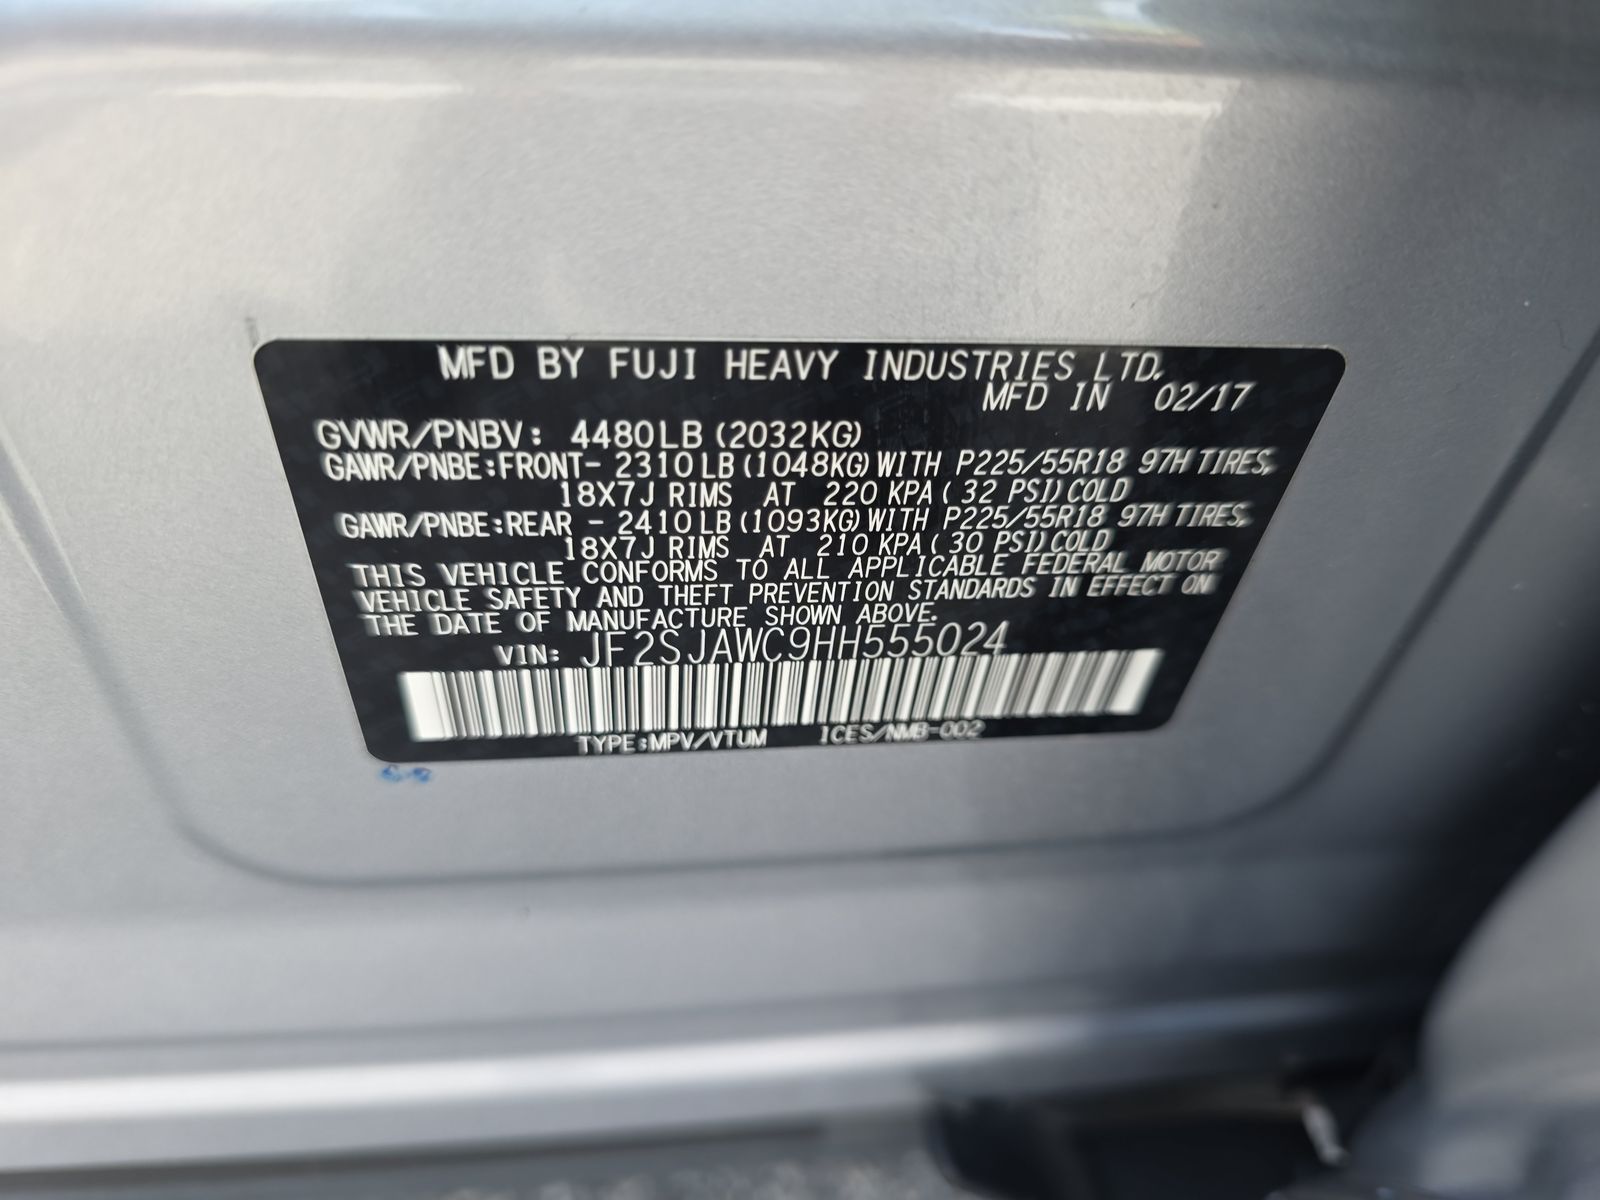 MFD BY FUJI HEAVY INDUSTRIES LTD.
MFD IN 02/17
GVWR/PNBV: 4480LB (2032KG)
GAWR/PNBE:FRONT- 2310LB (1048KG) WITH P225/55R18 97H TIRES,
18X7J RIMS AT 220 KPA ( 32 PSI) COLD
GAWR/PNBE:REAR - 2410LB (1093KG) WITH P225/55R18 97H TIRES,
18X7J RIMS AT 210 KPA ( 30 PSI) COLD
THIS VEHICLE CONFORMS TO ALL APPLICABLE FEDERAL MOTOR
VEHICLE SAFETY AND THEFT PREVENTION STANDARDS IN EFFECT ON
THE DATE OF MANUFACTURE SHOWN ABOVE.
VIN: JF2SJAWC9HH555024
TYPE:MPV/VTUM ICES/NMB-002